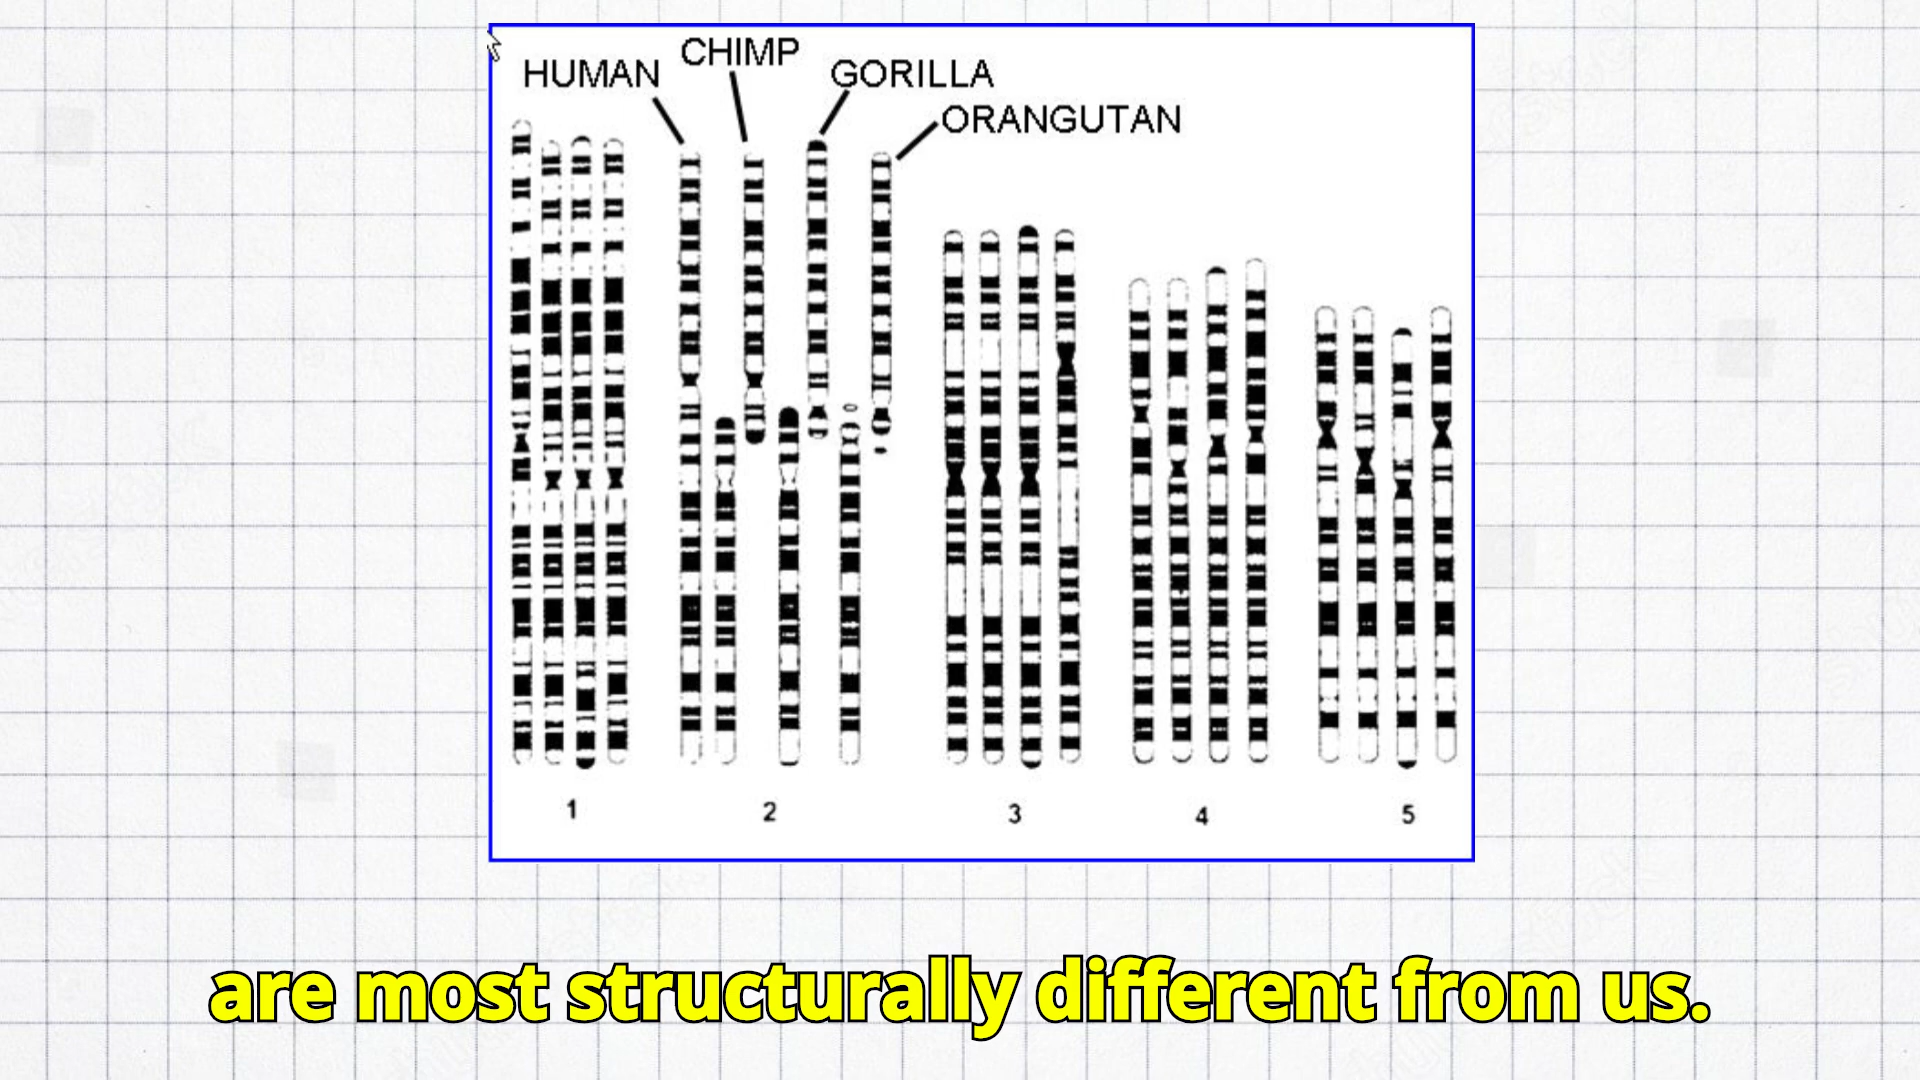 CHIMP
HUMAN
GORILLA
ORANGUTAN
1 2 3 4 5
are most structurally different from us.